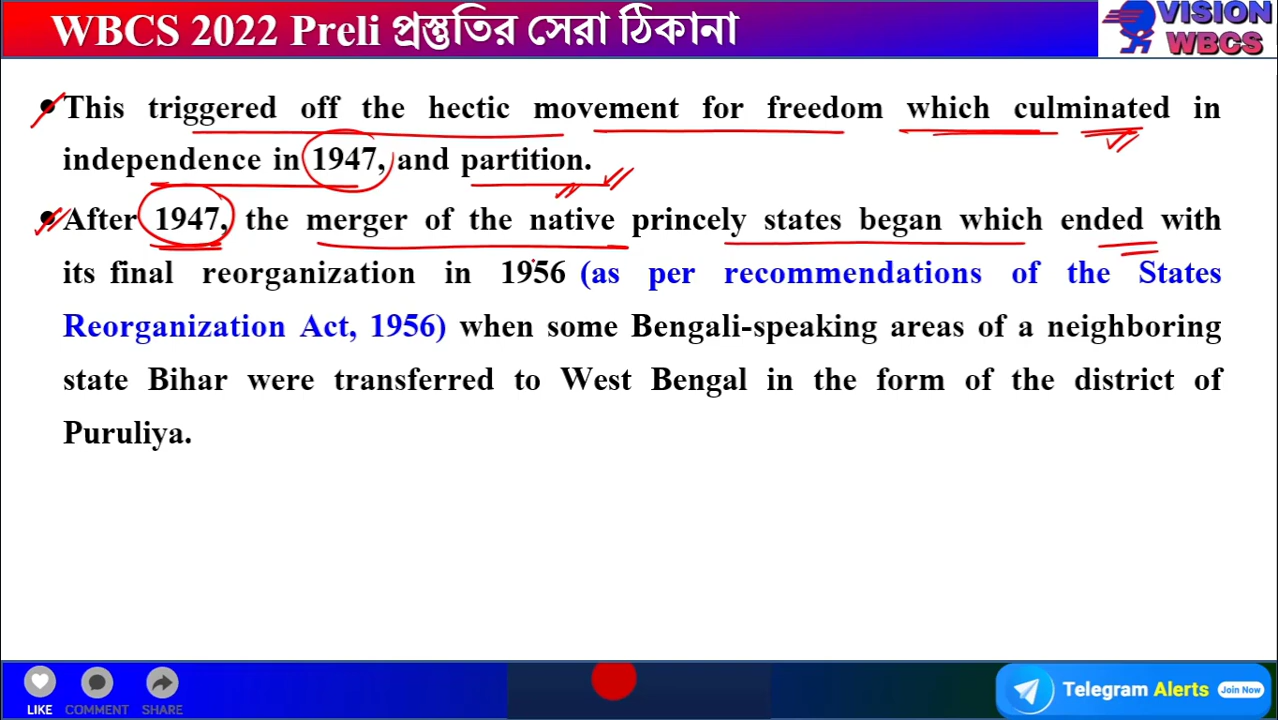 WBCS 2022 Preli প্রস্তুতির সেরা ঠিকানা
VISION
WBCS
This triggered off the hectic movement for freedom which culminated in
independence in 1947, and partition.
After 1947, the merger of the native princely states began which ended with
its final reorganization in 1956 (as per recommendations of the States
Reorganization Act, 1956) when some Bengali-speaking areas of a neighboring
state Bihar were transferred to West Bengal in the form of the district of
Puruliya.
LIKE COMMENT SHARE
Telegram Alerts Join Now